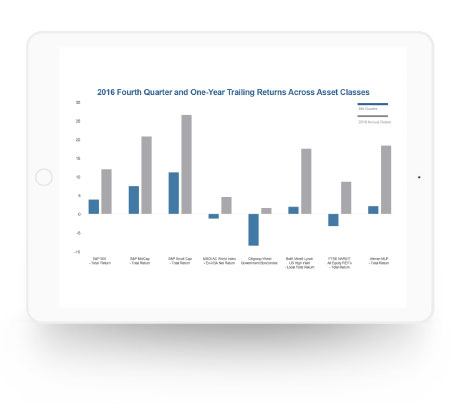 2016 Fourth Quarter and One-Year Trailing Returns Across Asset Classes
30
4th Quarter
25
2016 Annual Return
20
15
10
5
0
-5
-10
S&P 500
- Total Return
S&P MidCap
- Total Return
S&P Small Cap
- Total Return
World Index
- Ex-USA Net Return
Citigroup World
Government Bond Index
Merrill Lynch
US High Yield
- Total Return
FTSE NAREIT
All Equity REITs
- Total Return
Alerian MLP
- Total Return